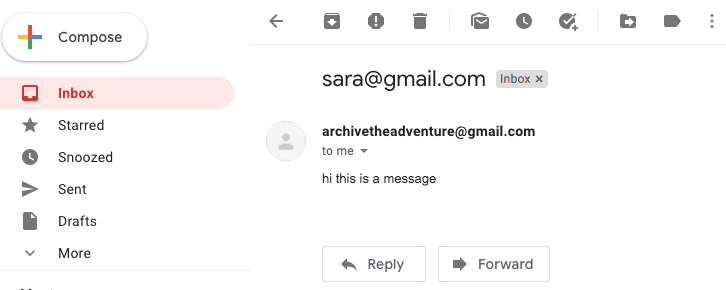 Compose
Inbox
Starred
Snoozed
Sent
Drafts
More
sara@gmail.com Inbox ×
archivetheadventure@gmail.com
to me
hi this is a message
Reply Forward